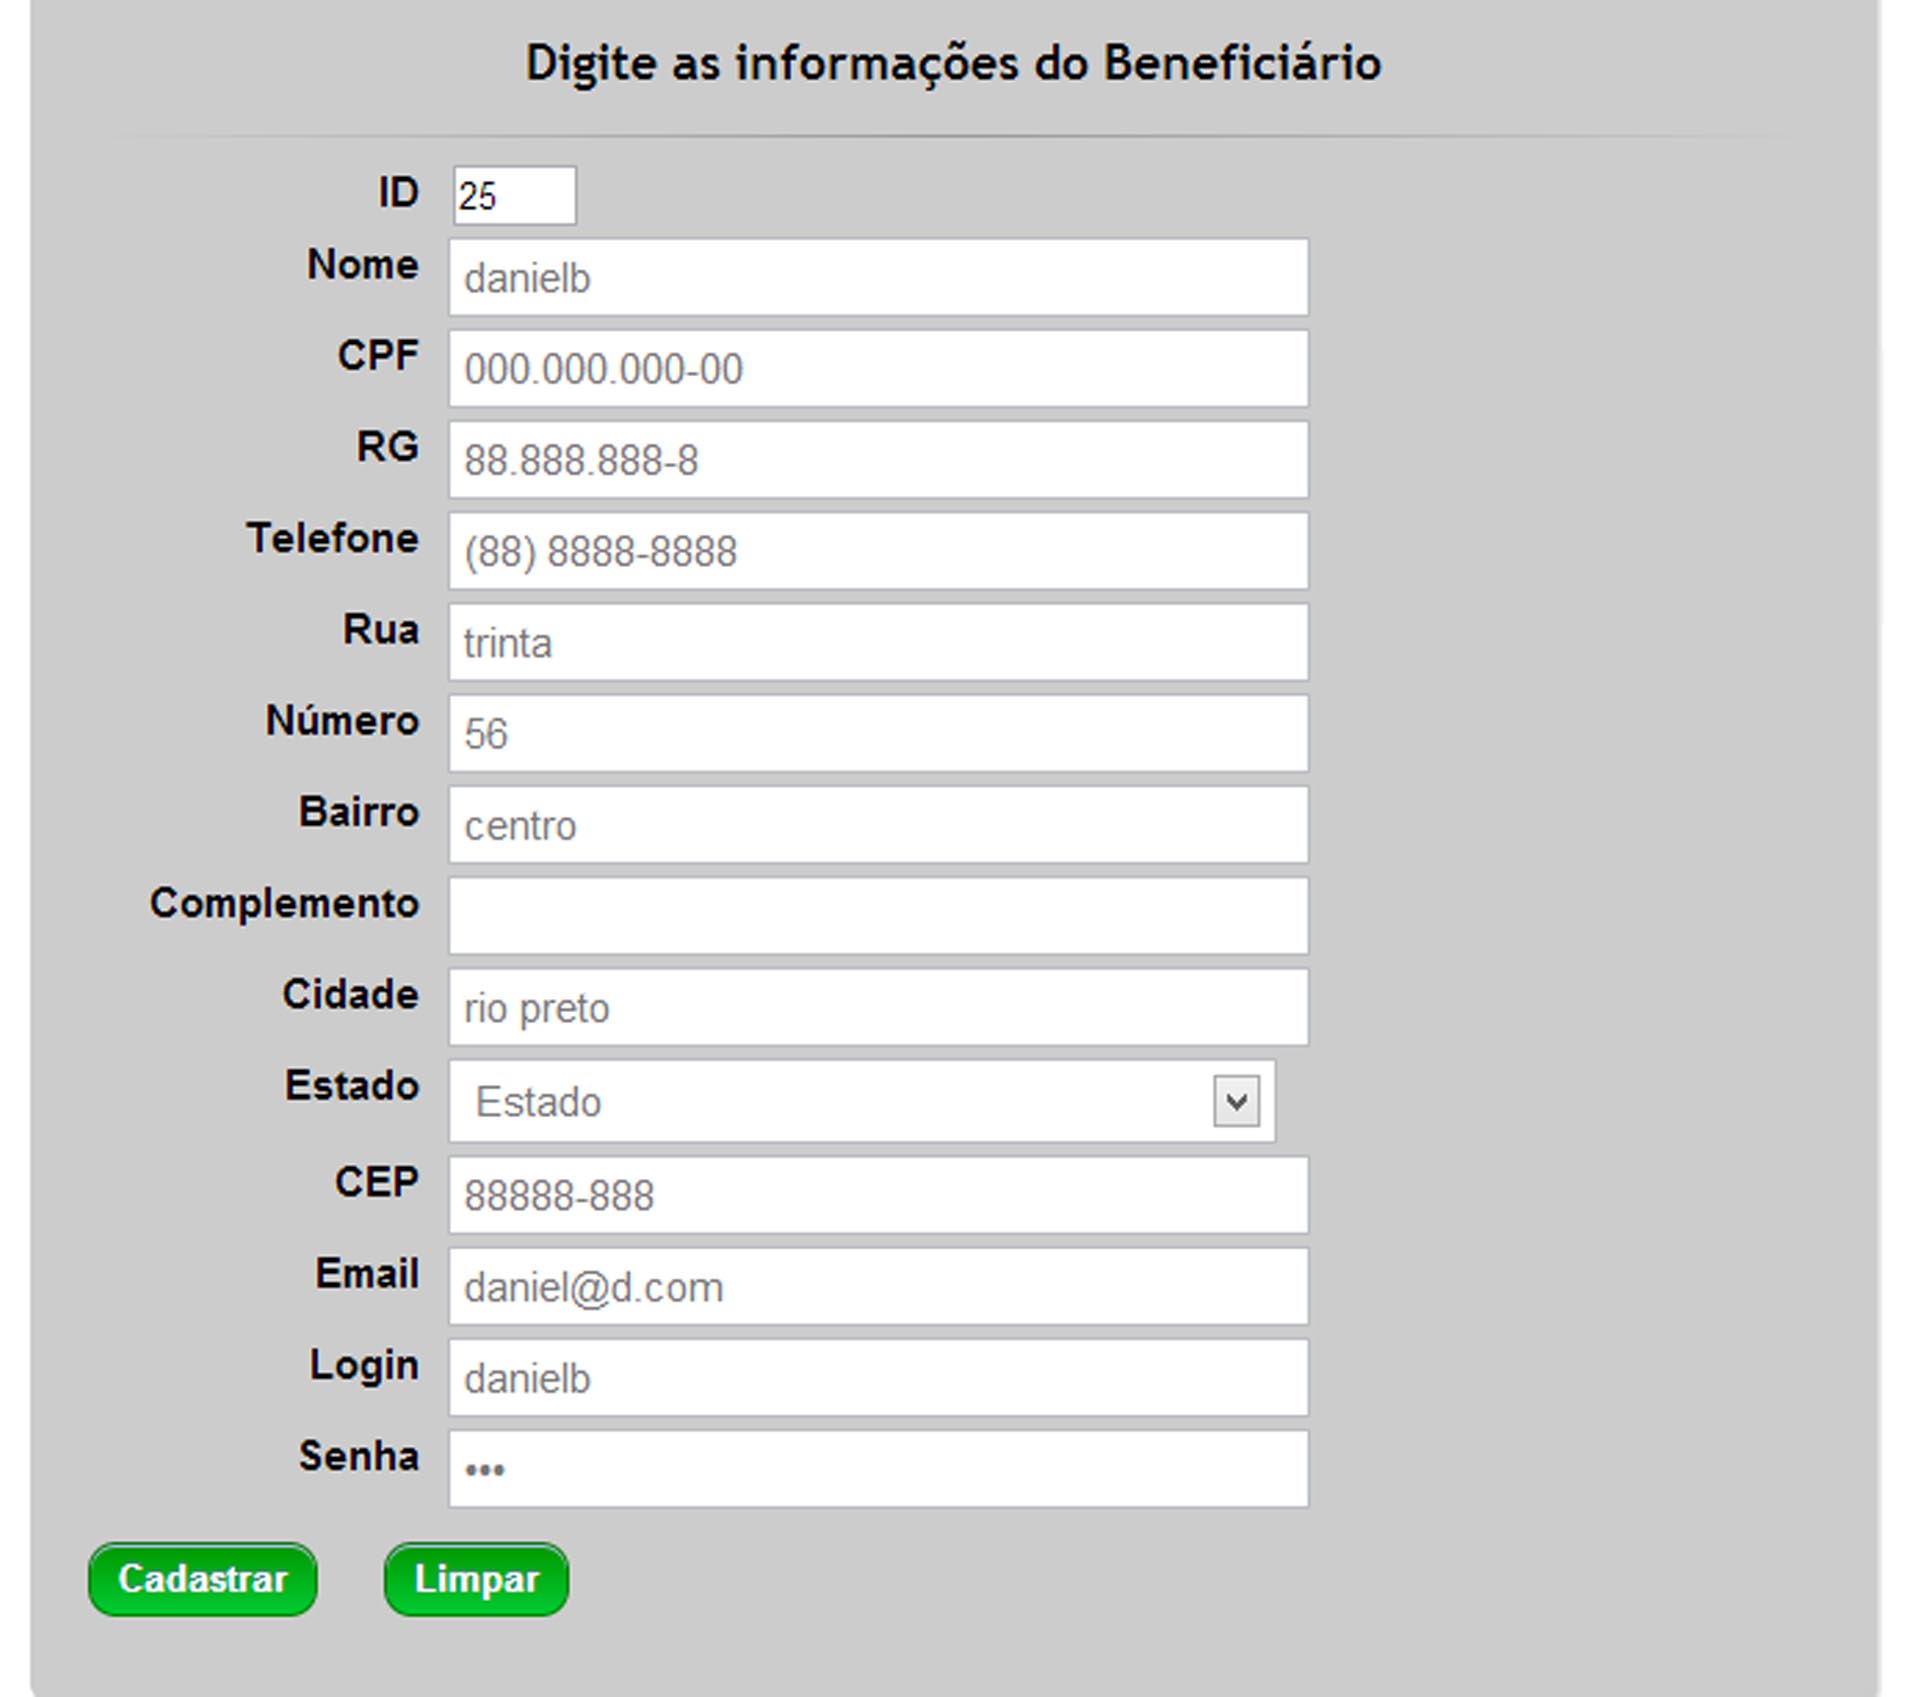 Digite as informações do Beneficiário
ID 25
Nome danielb
CPF 000.000.000-00
RG 88.888.888-8
Telefone (88) 8888-8888
Rua trinta
Número 56
Bairro centro
Complemento
Cidade rio preto
Estado Estado
CEP 88888-888
Email daniel@d.com
Login danielb
Senha •••
Cadastrar Limpar